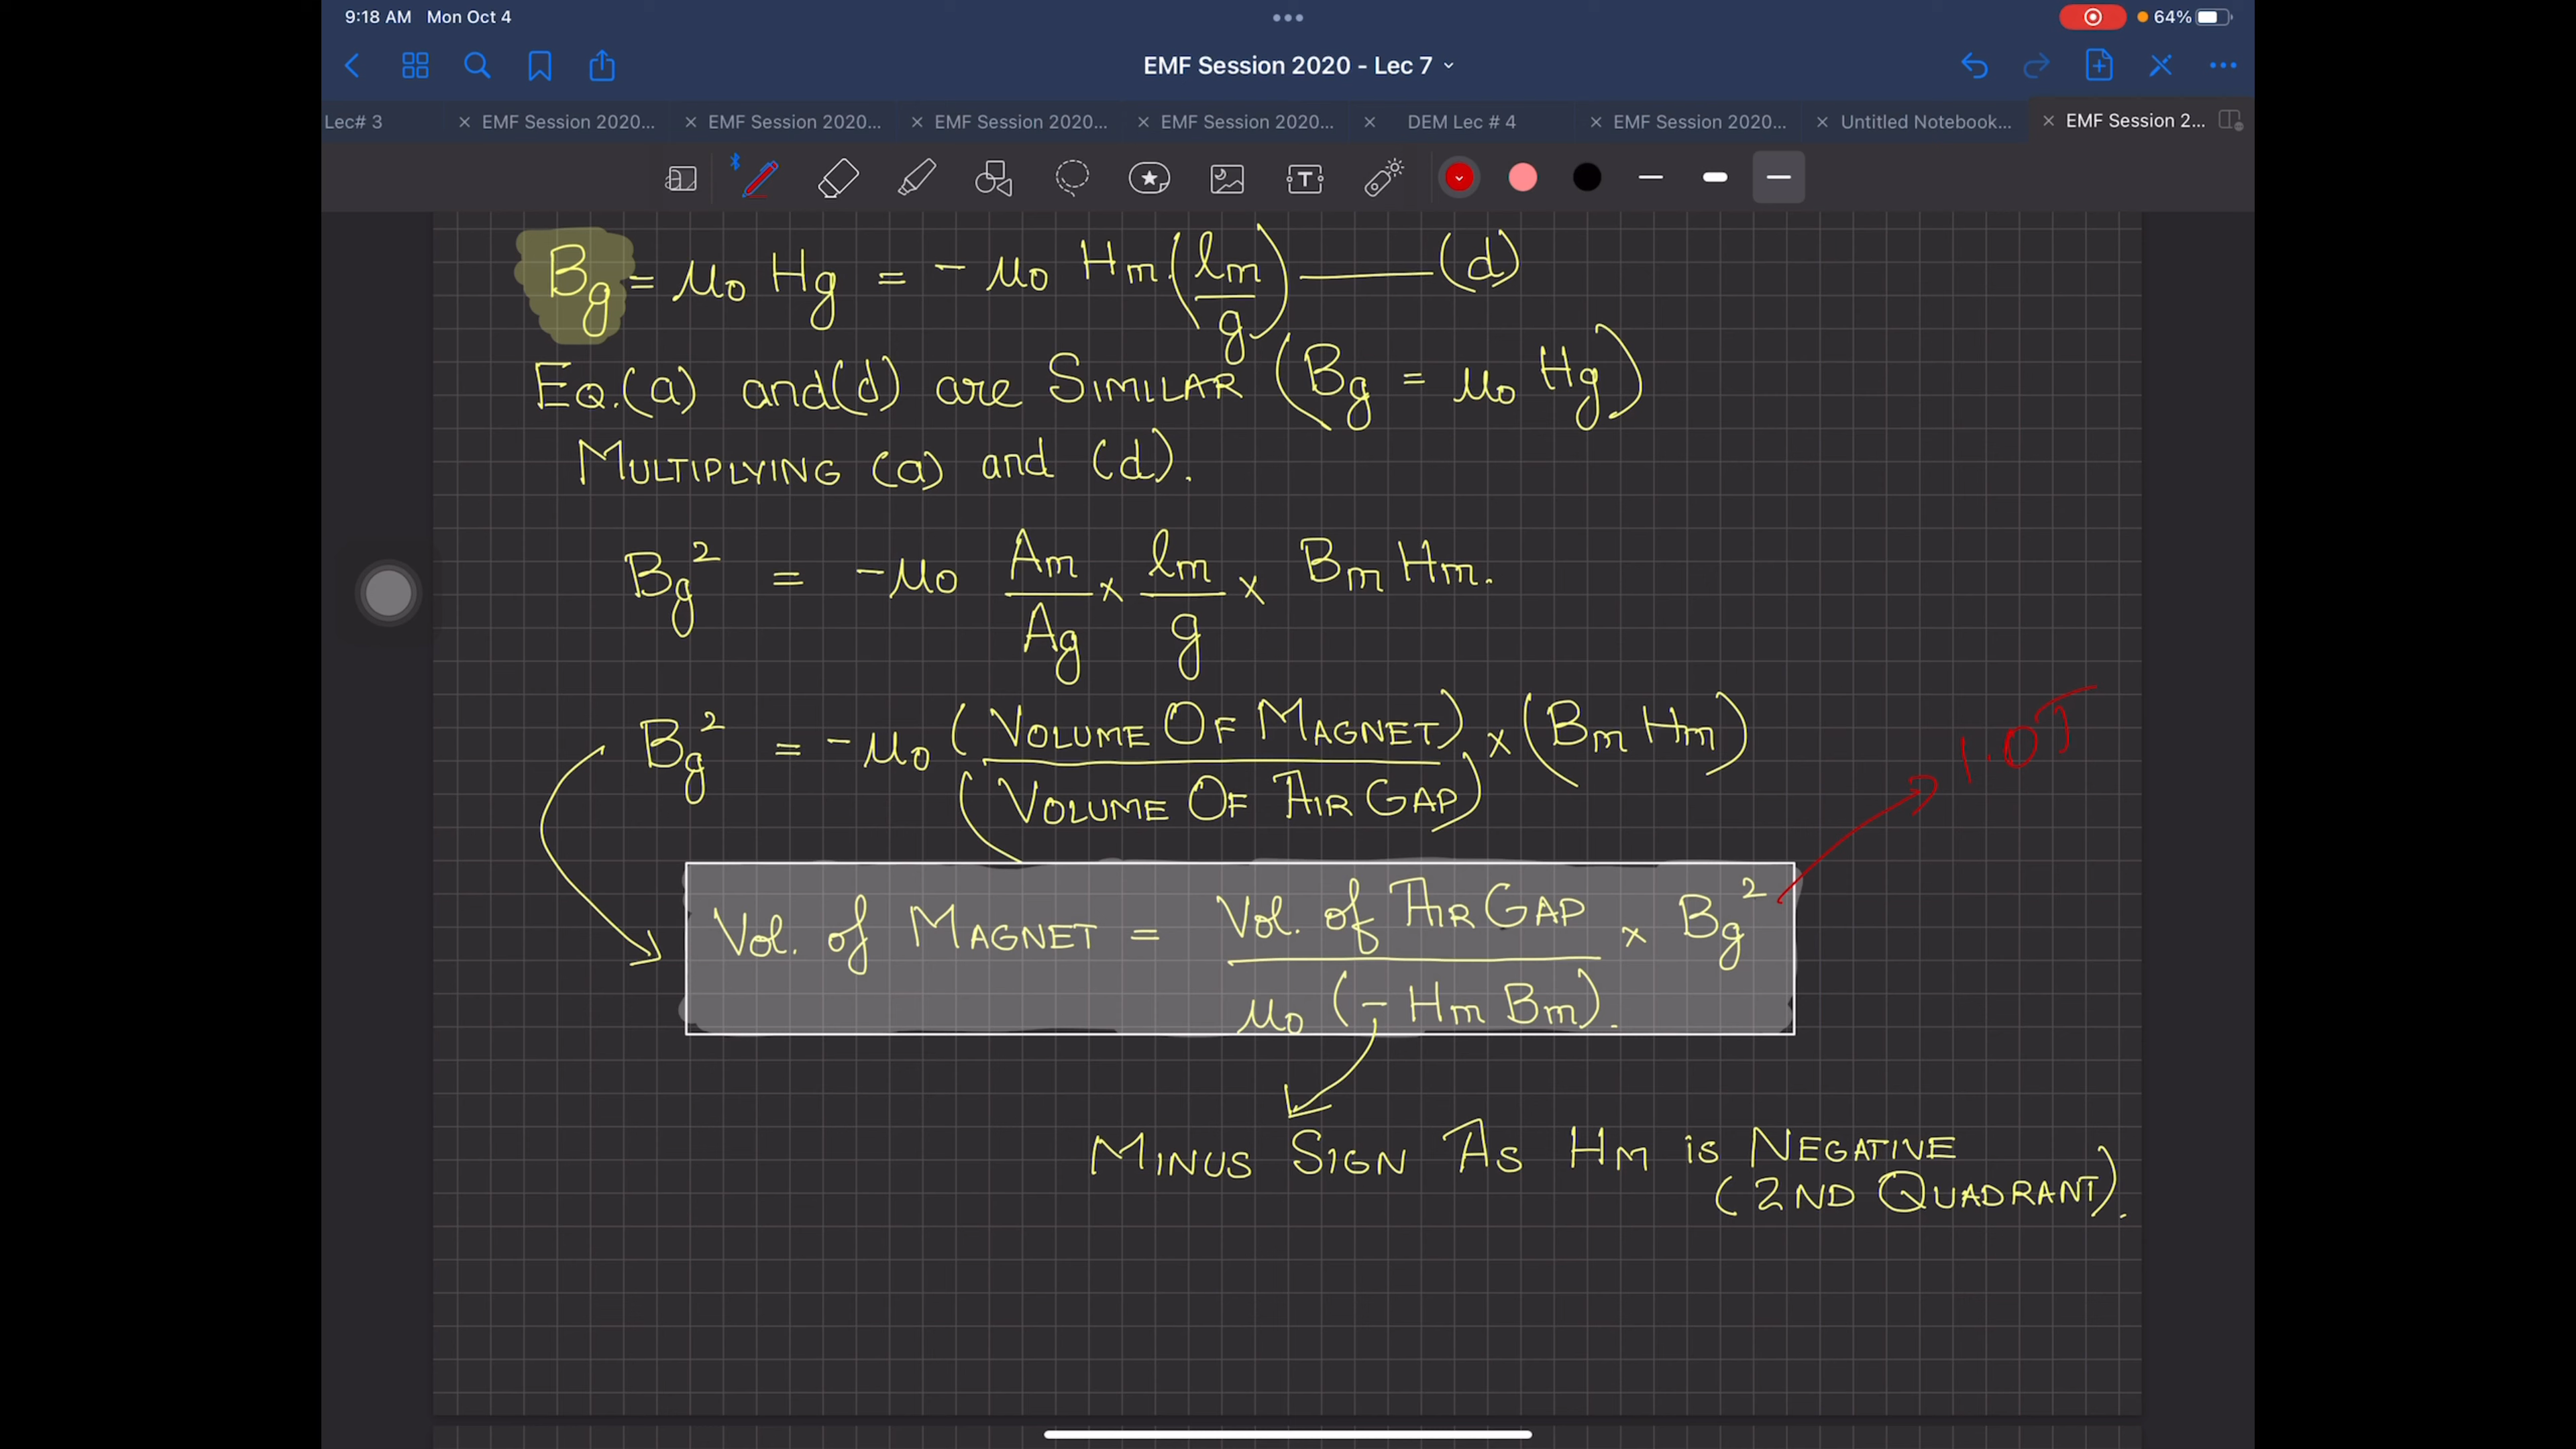 9:18 AM Mon Oct 4
64%
EMF Session 2020 - Lec 7
Lec# 3
EMF Session 2020...
EMF Session 2020...
EMF Session 2020...
EMF Session 2020...
DEM Lec # 4
EMF Session 2020...
Untitled Notebook...
EMF Session 2...
Bg = μo Hg = - μo Hm. (lm/g) —— (d)
EQ.(a) and (d) are SIMILAR (Bg = μo Hg)
MULTIPLYING (a) and (d).
Bg² = -μo Am/Ag × lm/g × Bm Hm.
Bg² = -μo (VOLUME OF MAGNET)/(VOLUME OF AIR GAP) × (Bm Hm)
1.0T
Vol. of MAGNET = Vol. of AIR GAP/μo (- Hm Bm). × Bg²
MINUS SIGN AS Hm is NEGATIVE
(2ND QUADRANT).